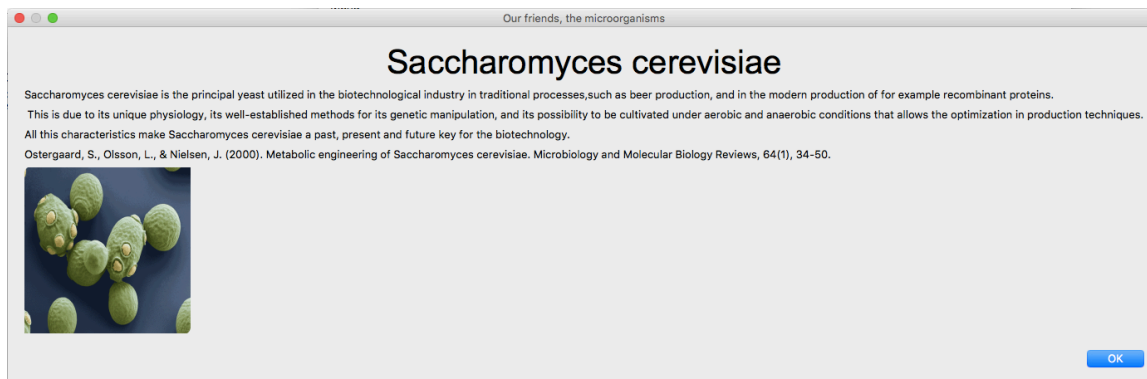 Our friends, the microorganisms
Saccharomyces cerevisiae
Saccharomyces cerevisiae is the principal yeast utilized in the biotechnological industry in traditional processes,such as beer production, and in the modern production of for example recombinant proteins.
This is due to its unique physiology, its well-established methods for its genetic manipulation, and its possibility to be cultivated under aerobic and anaerobic conditions that allows the optimization in production techniques.
All this characteristics make Saccharomyces cerevisiae a past, present and future key for the biotechnology.
Ostergaard, S., Olsson, L., & Nielsen, J. (2000). Metabolic engineering of Saccharomyces cerevisiae. Microbiology and Molecular Biology Reviews, 64(1), 34-50.
OK